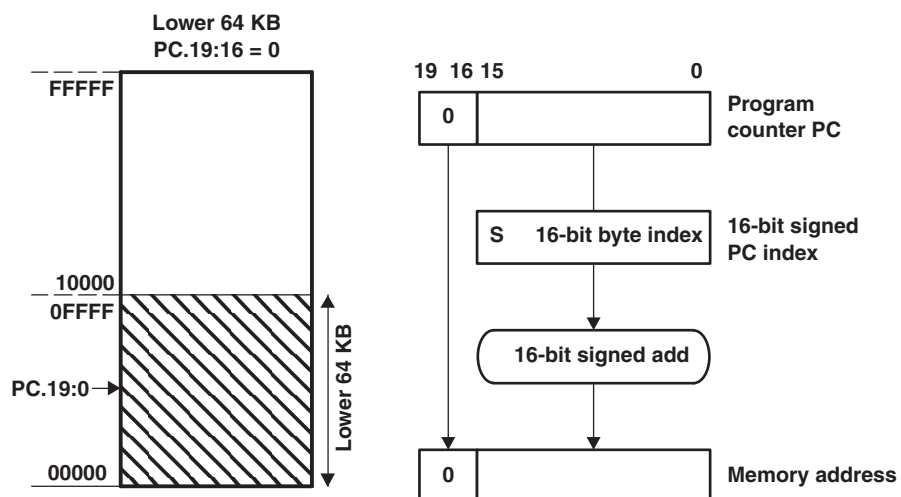 Lower 64 KB
PC.19:16 = 0
FFFFF
10000
0FFFF
PC.19:0
00000
Lower 64 KB
19 16 15 0
0
Program
counter PC
S 16-bit byte index
16-bit signed
PC index
16-bit signed add
0
Memory address